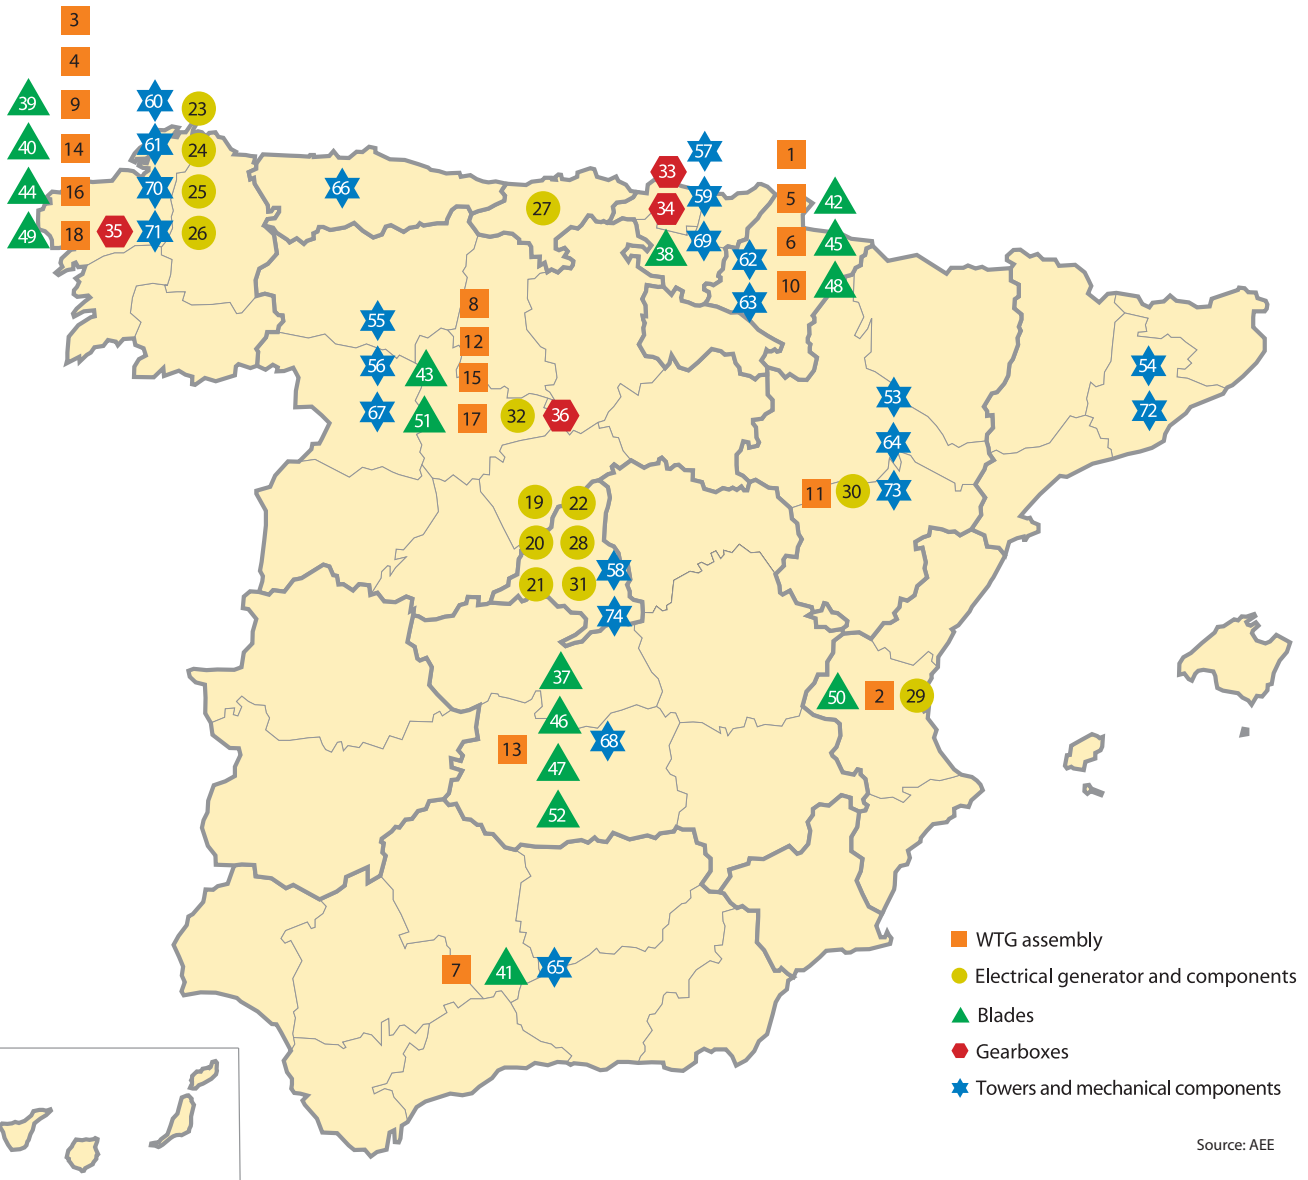 3
4
39 9 60 23
40 14 61 24
44 16 70 25
49 18 35 71 26
66
27
33 57 1
34 59 5 42
38 69 62 6 45
63 10 48
55 8
56 43 12
67 51 15
17 32 36
53 54
64 72
11 30 73
19 22
20 28
21 31 58
74
37
46
13 47 68
52
50 2 29
7 41 65
WTG assembly
Electrical generator and components
Blades
Gearboxes
Towers and mechanical components
Source: AEE